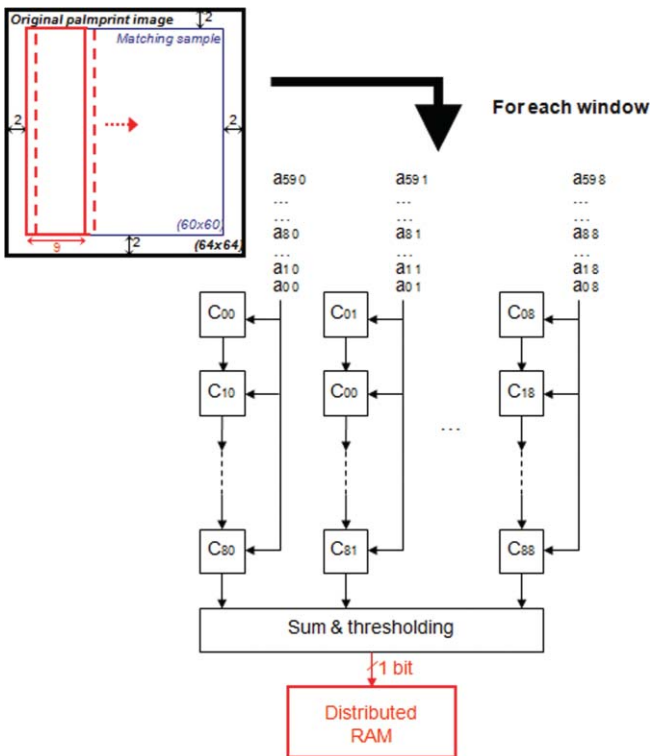 Original palmprint image
2
Matching sample
2
2
For each window
(60x60)
2
(64x64)
9
a59 0 a59 1 a59 8
... ... ...
... ... ...
a8 0 a8 1 a8 8
... ... ...
a1 0 a1 1 a1 8
a0 0 a0 1 a0 8
C00 C01 C08
C10 C00 C18
...
C80 C81 C88
Sum & thresholding
1 bit
Distributed
RAM